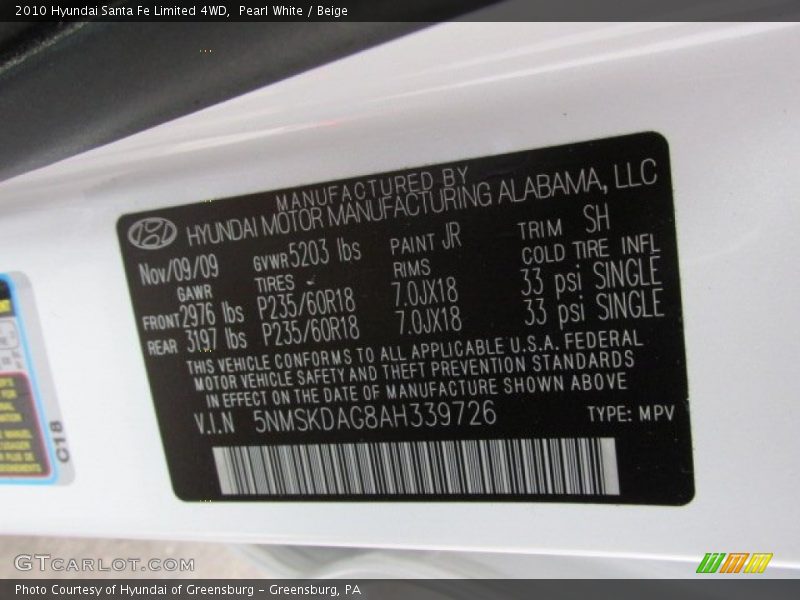 2010 Hyundai Santa Fe Limited 4WD, Pearl White / Beige
MANUFACTURED BY
HYUNDAI MOTOR MANUFACTURING ALABAMA, LLC
Nov/09/09 GVWR 5203 lbs PAINT JR TRIM SH
GAWR TIRES RIMS COLD TIRE INFL
FRONT 2976 lbs P235/60R18 7.0JX18 33 psi SINGLE
REAR 3197 lbs P235/60R18 7.0JX18 33 psi SINGLE
THIS VEHICLE CONFORMS TO ALL APPLICABLE U.S.A. FEDERAL
MOTOR VEHICLE SAFETY AND THEFT PREVENTION STANDARDS
IN EFFECT ON THE DATE OF MANUFACTURE SHOWN ABOVE
V.I.N 5NMSKDAG8AH339726 TYPE: MPV
C18
GTCARLOT.COM
Photo Courtesy of Hyundai of Greensburg - Greensburg, PA